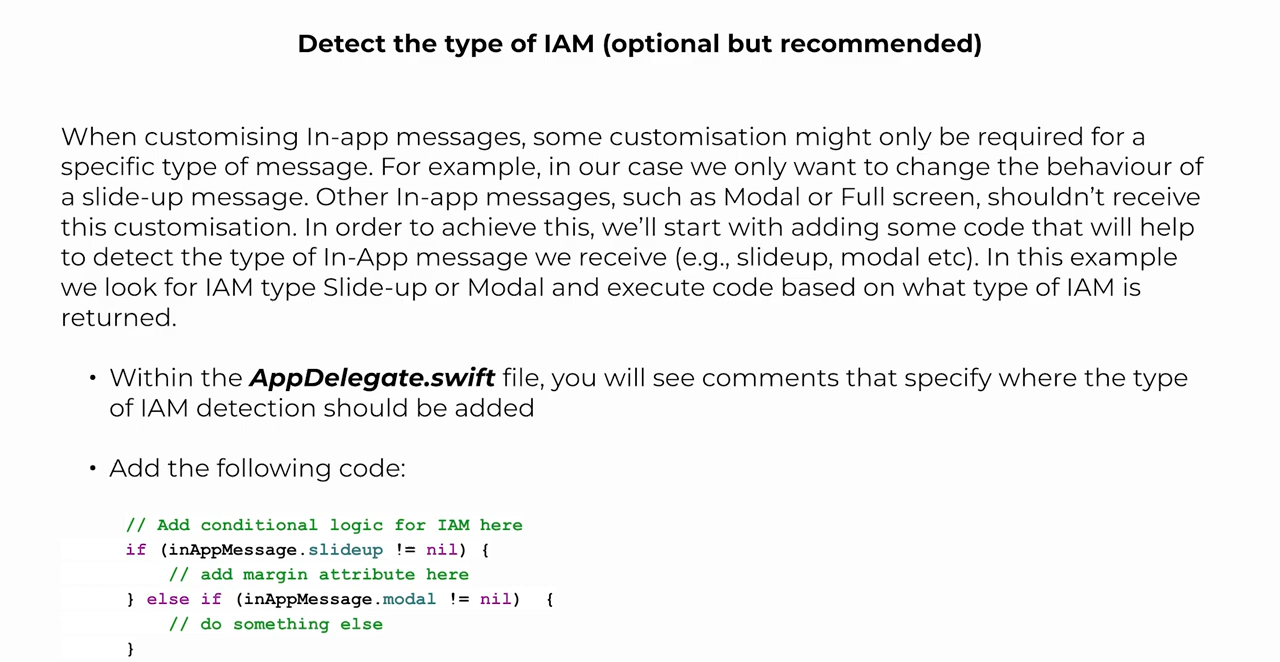 Detect the type of IAM (optional but recommended)
When customising In-app messages, some customisation might only be required for a
specific type of message. For example, in our case we only want to change the behaviour of
a slide-up message. Other In-app messages, such as Modal or Full screen, shouldn’t receive
this customisation. In order to achieve this, we’ll start with adding some code that will help
to detect the type of In-App message we receive (e.g., slideup, modal etc). In this example
we look for IAM type Slide-up or Modal and execute code based on what type of IAM is
returned.
• Within the AppDelegate.swift file, you will see comments that specify where the type
of IAM detection should be added
• Add the following code:
// Add conditional logic for IAM here
if (inAppMessage.slideup != nil) {
// add margin attribute here
} else if (inAppMessage.modal != nil)  {
// do something else
}